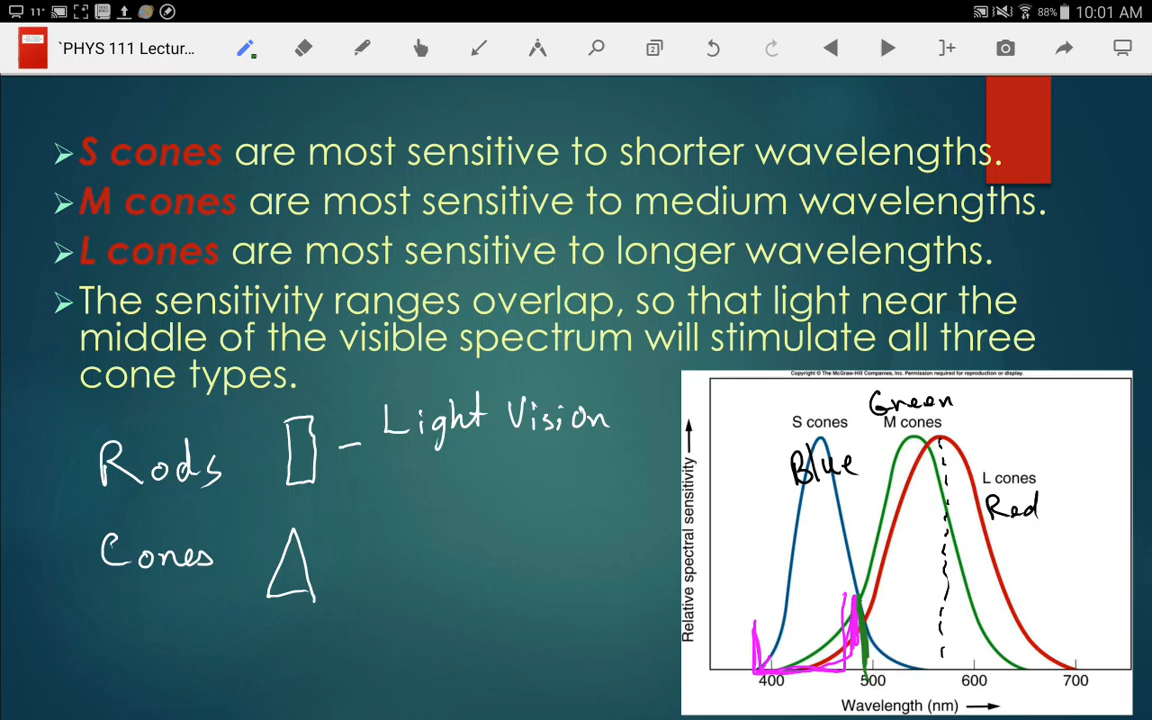 11° 88% 10:01 AM
`PHYS 111 Lectur...
2
➢S cones are most sensitive to shorter wavelengths.
➢M cones are most sensitive to medium wavelengths.
➢L cones are most sensitive to longer wavelengths.
➢The sensitivity ranges overlap, so that light near the
middle of the visible spectrum will stimulate all three
cone types.
Rods – Light Vision
Cones
Copyright © The McGraw-Hill Companies, Inc. Permission required for reproduction or display.
Green
S cones M cones
Blue
L cones
Red
Relative spectral sensitivity
400 500 600 700
Wavelength (nm)